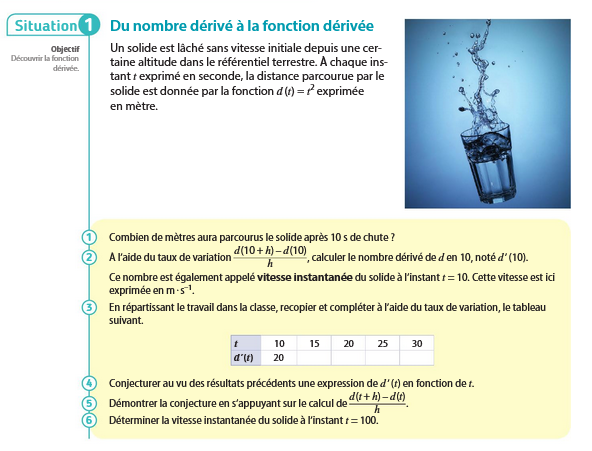 Situation 1 Du nombre dérivé à la fonction dérivée
Objectif
Découvrir la fonction
dérivée.
Un solide est lâché sans vitesse initiale depuis une cer-
taine altitude dans le référentiel terrestre. À chaque ins-
tant t exprimé en seconde, la distance parcourue par le
solide est donnée par la fonction d (t) = t² exprimée
en mètre.
1 Combien de mètres aura parcourus le solide après 10 s de chute ?
2 À l'aide du taux de variation \frac{d(10 + h) – d(10)}{h}, calculer le nombre dérivé de d en 10, noté d′ (10).
Ce nombre est également appelé vitesse instantanée du solide à l'instant t = 10. Cette vitesse est ici
exprimée en m · s⁻¹.
3 En répartissant le travail dans la classe, recopier et compléter à l'aide du taux de variation, le tableau
suivant.
t 10 15 20 25 30
d′(t) 20
4 Conjecturer au vu des résultats précédents une expression de d′ (t) en fonction de t.
5 Démontrer la conjecture en s'appuyant sur le calcul de \frac{d(t + h) – d(t)}{h}.
6 Déterminer la vitesse instantanée du solide à l'instant t = 100.